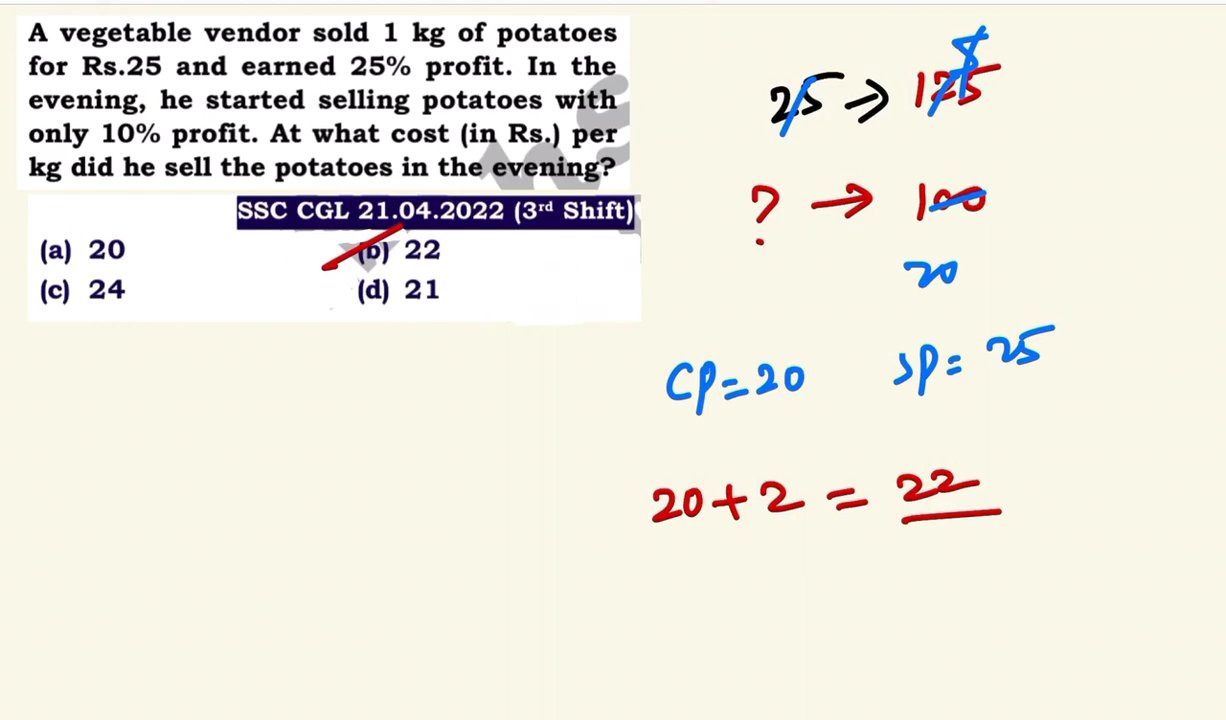 A vegetable vendor sold 1 kg of potatoes
for Rs.25 and earned 25% profit. In the
evening, he started selling potatoes with
only 10% profit. At what cost (in Rs.) per
kg did he sell the potatoes in the evening?
SSC CGL 21.04.2022 (3rd Shift)
(a) 20 (b) 22
(c) 24 (d) 21
25 → 125
? → 100
20
CP=20 SP=25
20+2=22